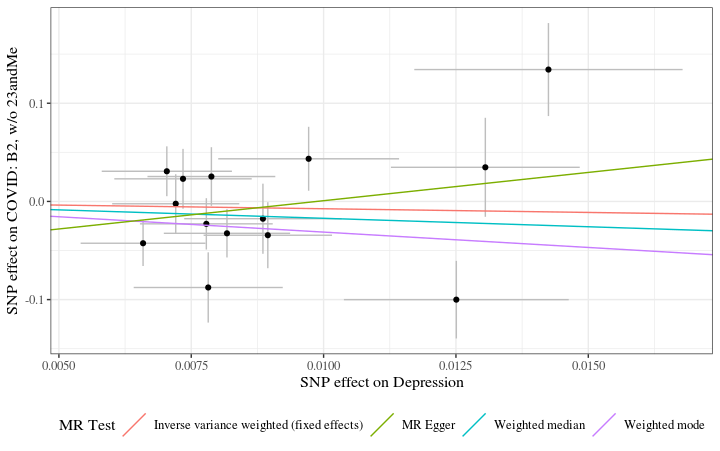 SNP effect on COVID: B2, w/o 23andMe
0.1
0.0
-0.1
0.0050 0.0075 0.0100 0.0125 0.0150
SNP effect on Depression
MR Test Inverse variance weighted (fixed effects) MR Egger Weighted median Weighted mode